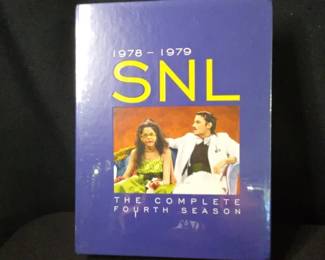 1978 - 1979
SNL
THE COMPLETE
FOURTH SEASON